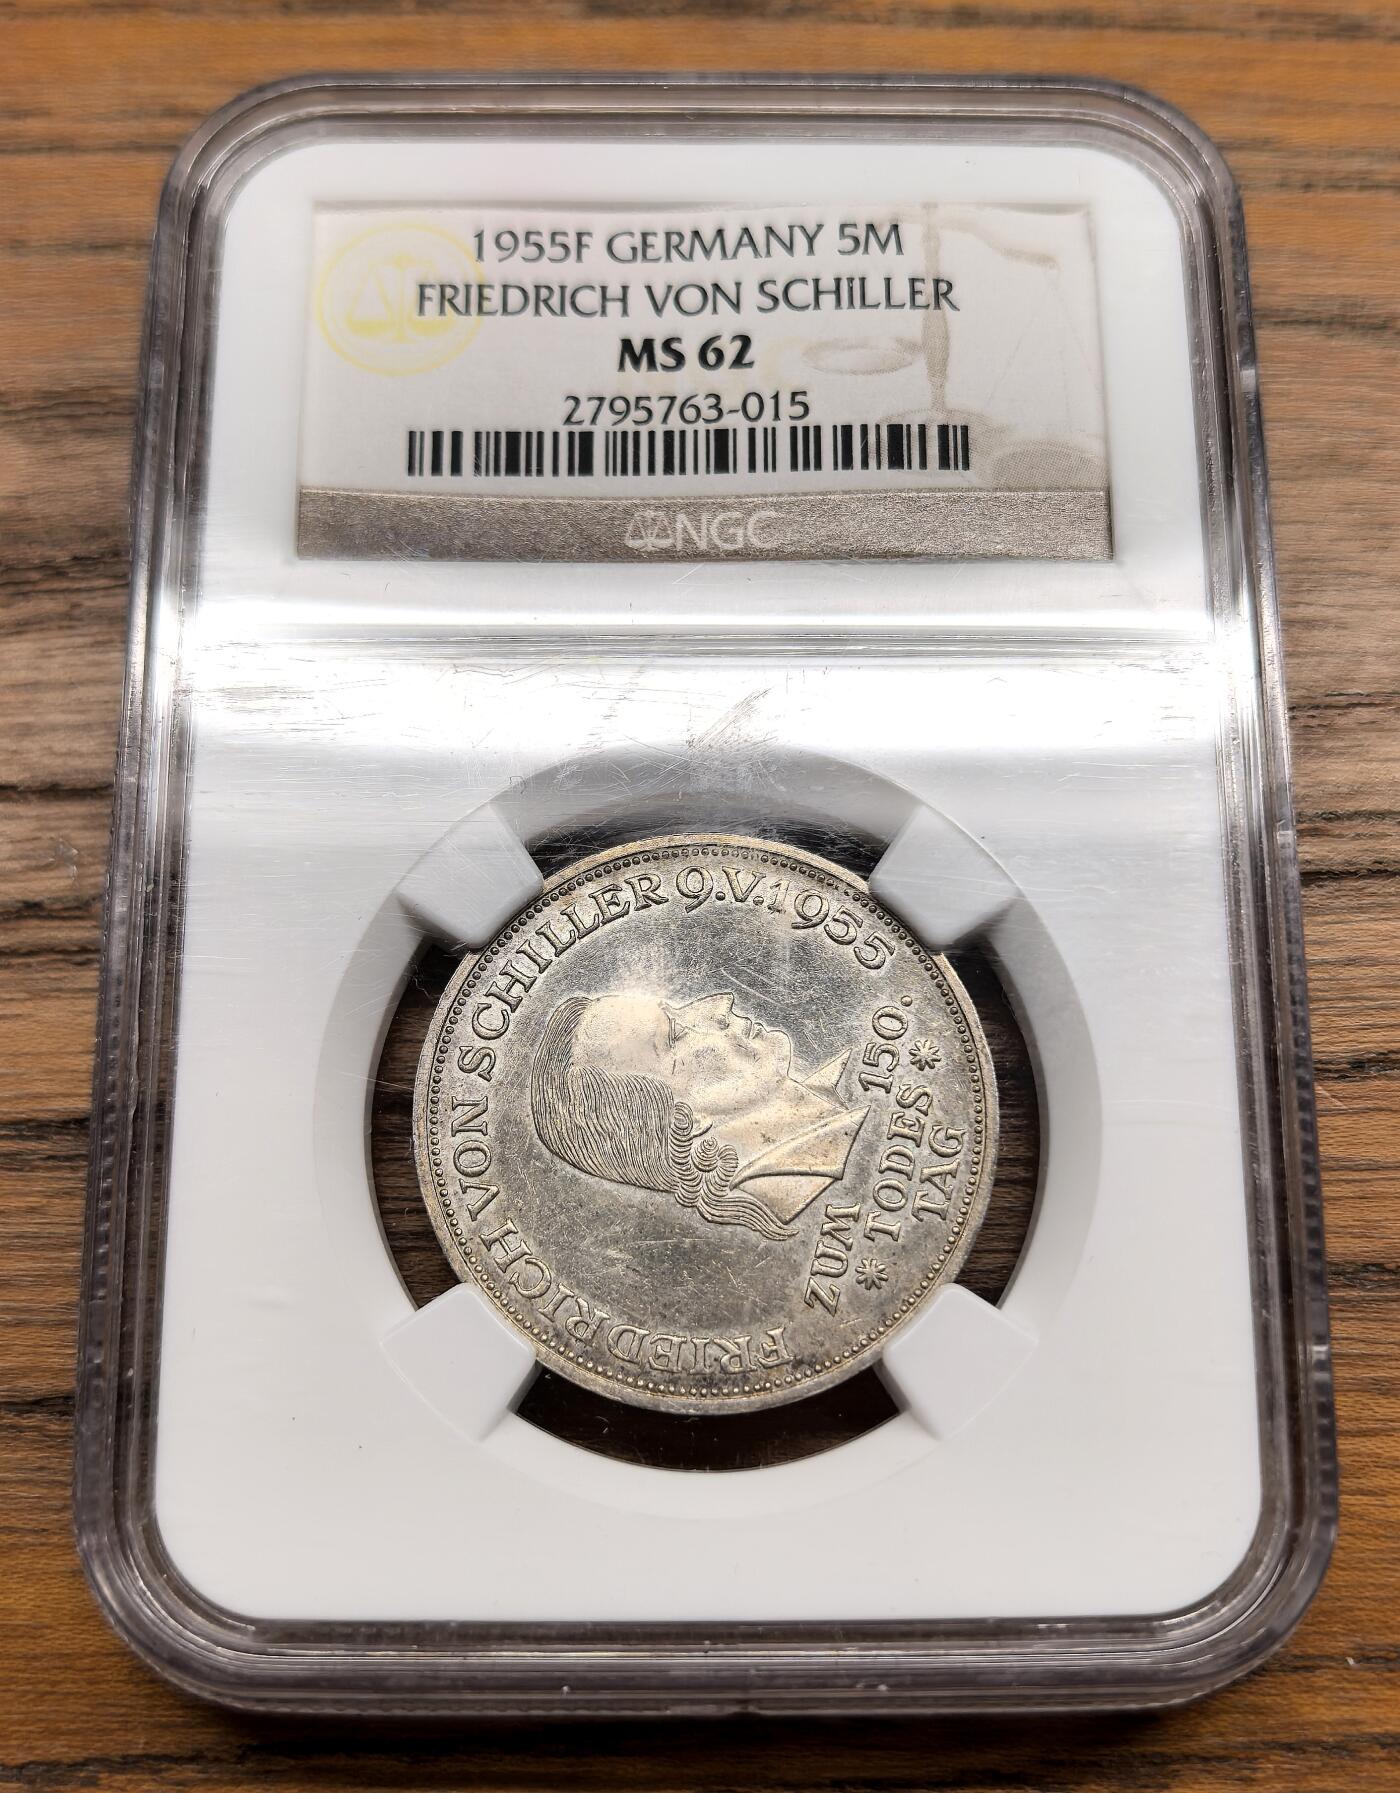 1955F GERMANY 5M
FRIEDRICH VON SCHILLER
MS 62
2795763-015
NGC
FRIEDRICH VON SCHILLER 9.V.1955
ZUM 150.
* TODES *
TAG